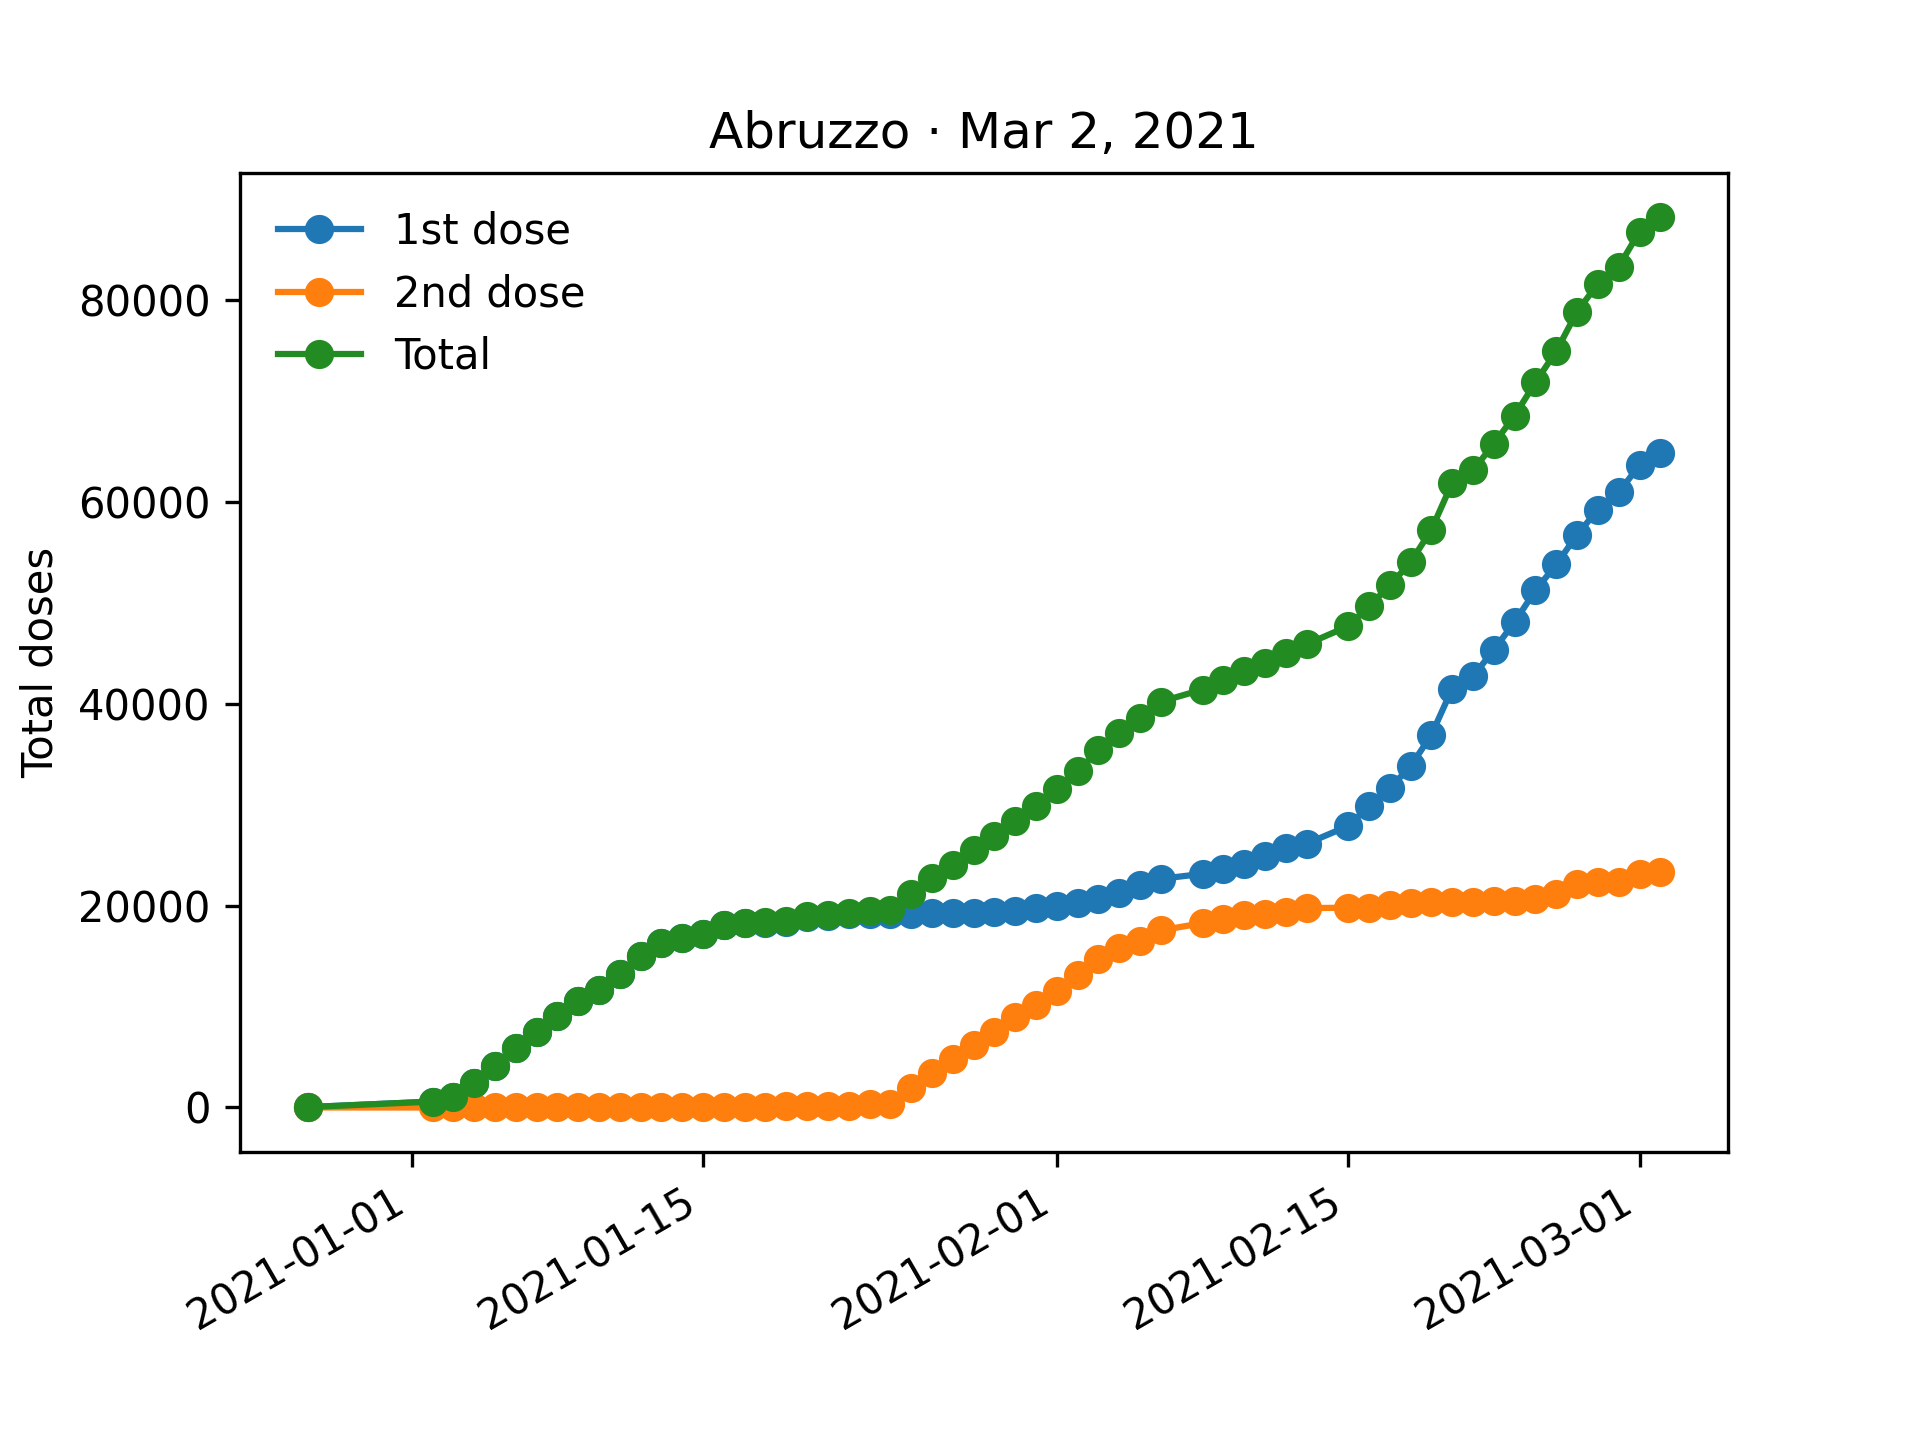 Abruzzo · Mar 2, 2021
1st dose
2nd dose
Total
Total doses
80000
60000
40000
20000
0
2021-01-01
2021-01-15
2021-02-01
2021-02-15
2021-03-01